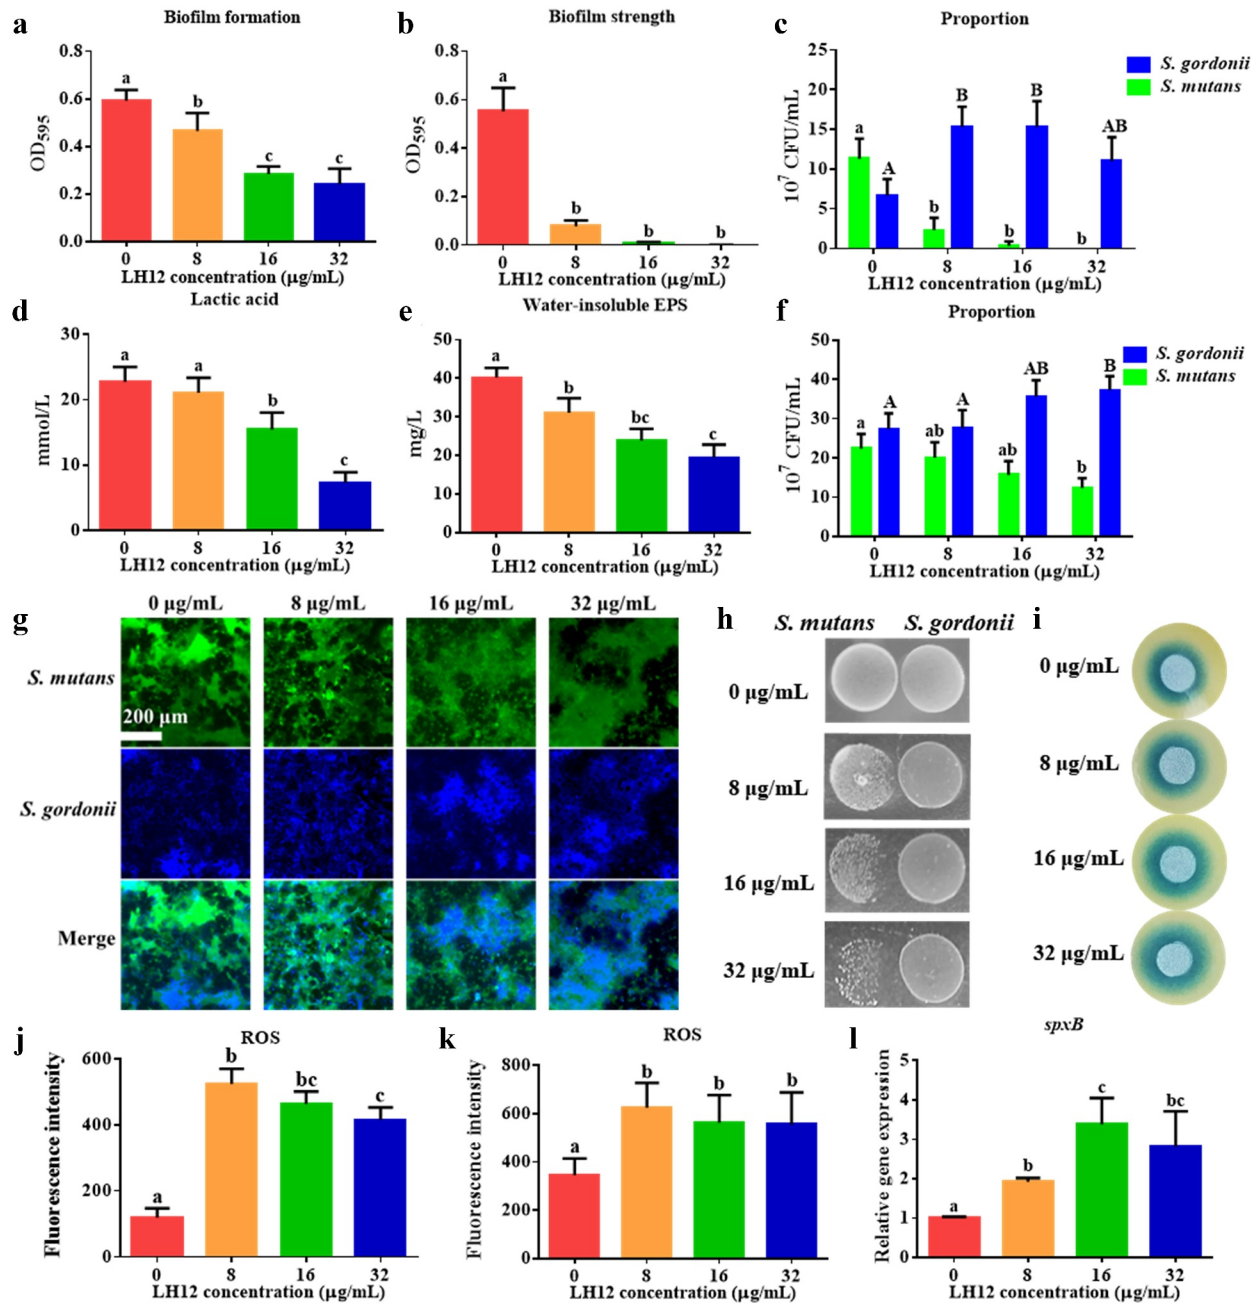 a
Biofilm formation
0.8
0.6
0.4
0.2
0.0
OD595
a
b
c
c
0
8
16
32
LH12 concentration (μg/mL)
b
Biofilm strength
0.8
0.6
0.4
0.2
0.0
OD595
a
b
b
b
0
8
16
32
LH12 concentration (μg/mL)
c
Proportion
25
20
15
10
5
0
10⁷ CFU/mL
a
A
b
B
b
B
b
AB
0
8
16
32
LH12 concentration (μg/mL)
S. gordonii
S. mutans
d
Lactic acid
30
20
10
0
mmol/L
a
a
b
c
0
8
16
32
LH12 concentration (μg/mL)
e
Water-insoluble EPS
50
40
30
20
10
0
mg/L
a
b
bc
c
0
8
16
32
LH12 concentration (μg/mL)
f
Proportion
50
40
30
20
10
0
10⁷ CFU/mL
a
A
ab
A
ab
AB
b
B
0
8
16
32
LH12 concentration (μg/mL)
S. gordonii
S. mutans
g
0 μg/mL
8 μg/mL
16 μg/mL
32 μg/mL
S. mutans
200 μm
S. gordonii
Merge
h
S. mutans
S. gordonii
0 μg/mL
8 μg/mL
16 μg/mL
32 μg/mL
i
0 μg/mL
8 μg/mL
16 μg/mL
32 μg/mL
j
ROS
600
400
200
0
Fluorescence intensity
a
b
bc
c
0
8
16
32
LH12 concentration (μg/mL)
k
ROS
800
600
400
200
0
Fluorescence intensity
a
b
b
b
0
8
16
32
LH12 concentration (μg/mL)
l
spxB
5
4
3
2
1
0
Relative gene expression
a
b
c
bc
0
8
16
32
LH12 concentration (μg/mL)